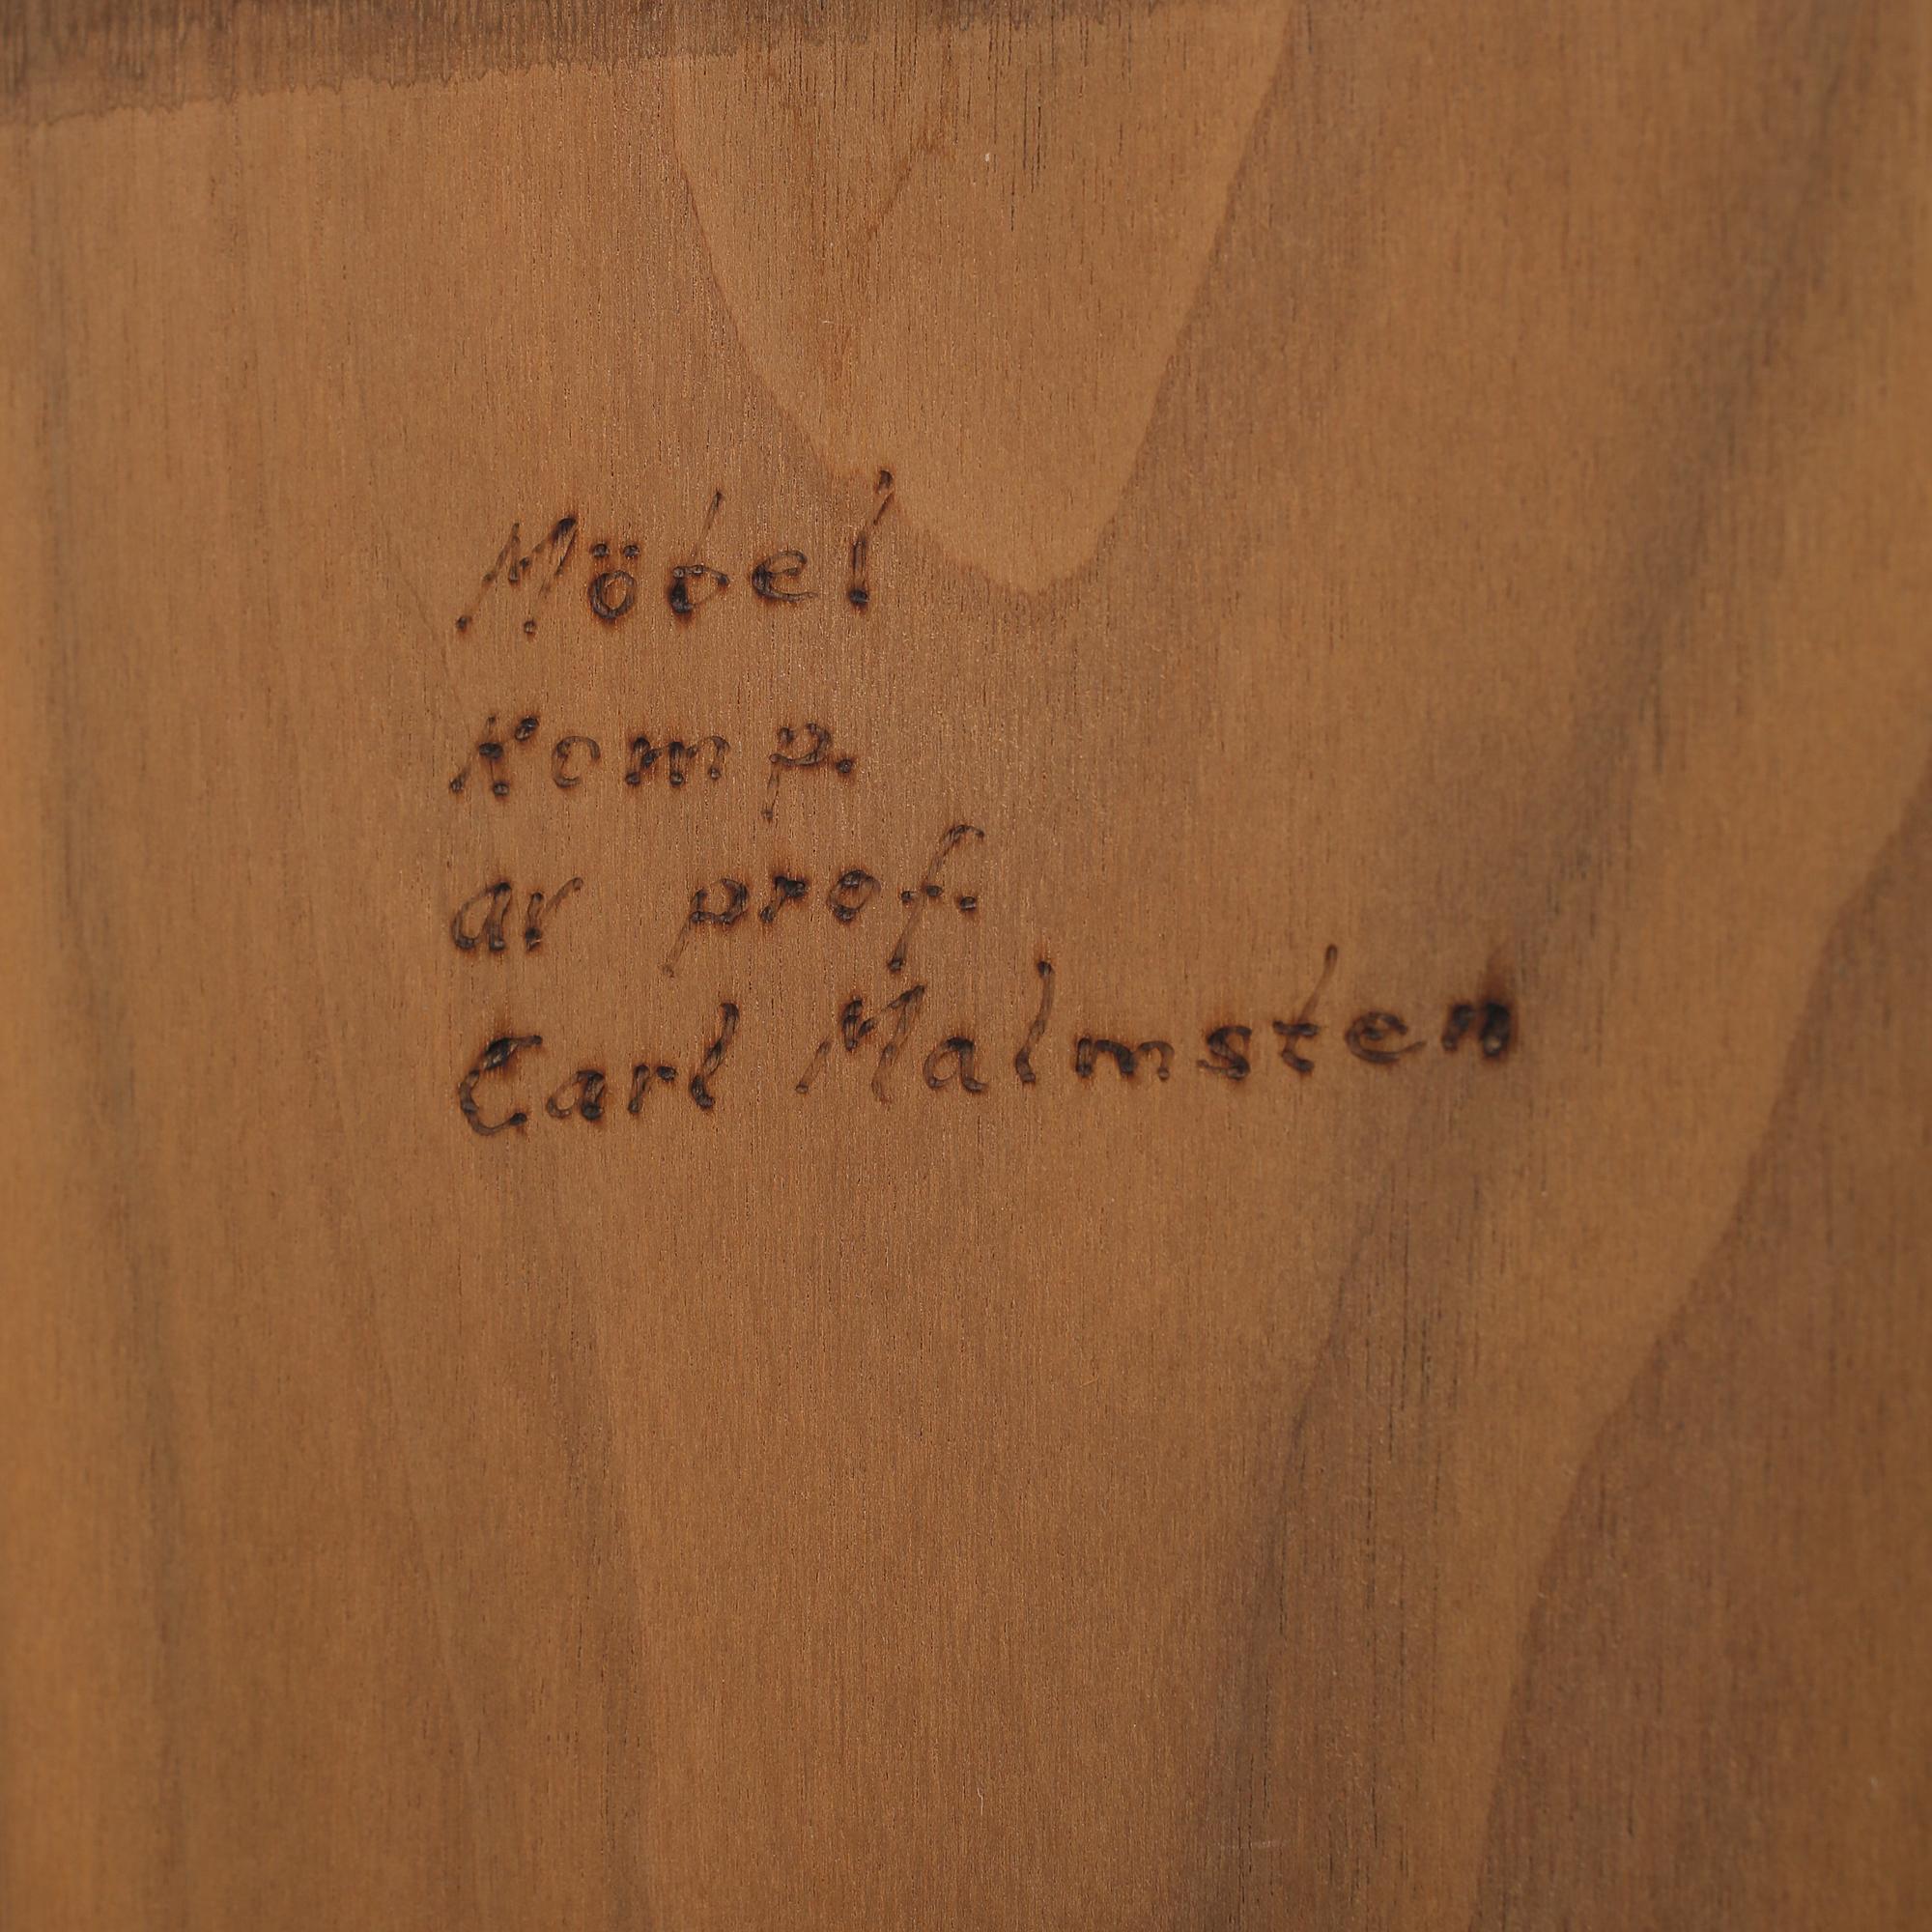 Möbel
Komp.
av prof.
Carl Malmsten